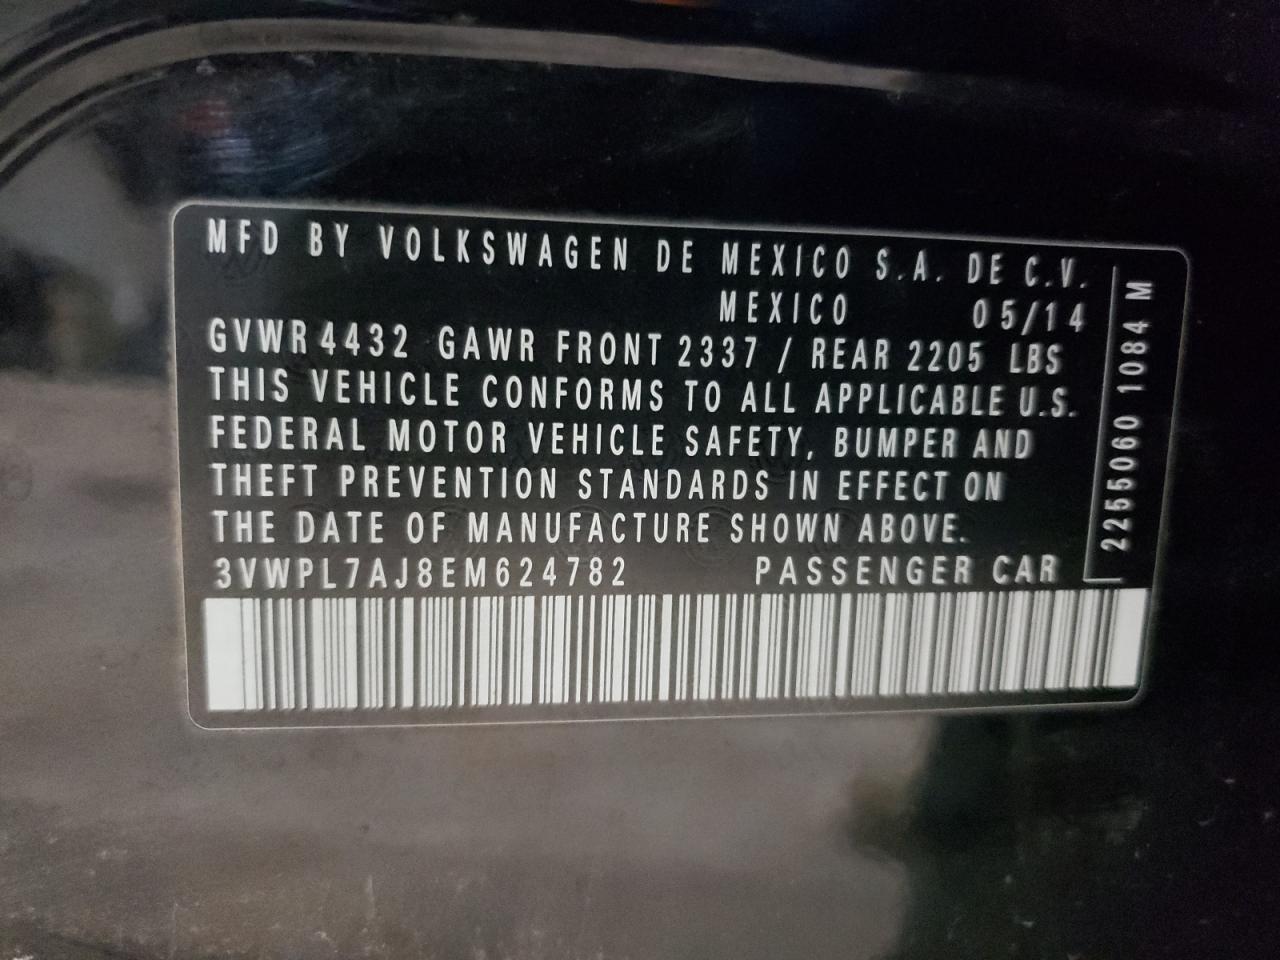 MFD BY VOLKSWAGEN DE MEXICO S.A. DE C.V.
MEXICO 05/14
GVWR 4432 GAWR FRONT 2337 / REAR 2205 LBS
THIS VEHICLE CONFORMS TO ALL APPLICABLE U.S.
FEDERAL MOTOR VEHICLE SAFETY, BUMPER AND
THEFT PREVENTION STANDARDS IN EFFECT ON
THE DATE OF MANUFACTURE SHOWN ABOVE.
3VWPL7AJ8EM624782 PASSENGER CAR
2255060 1084 M